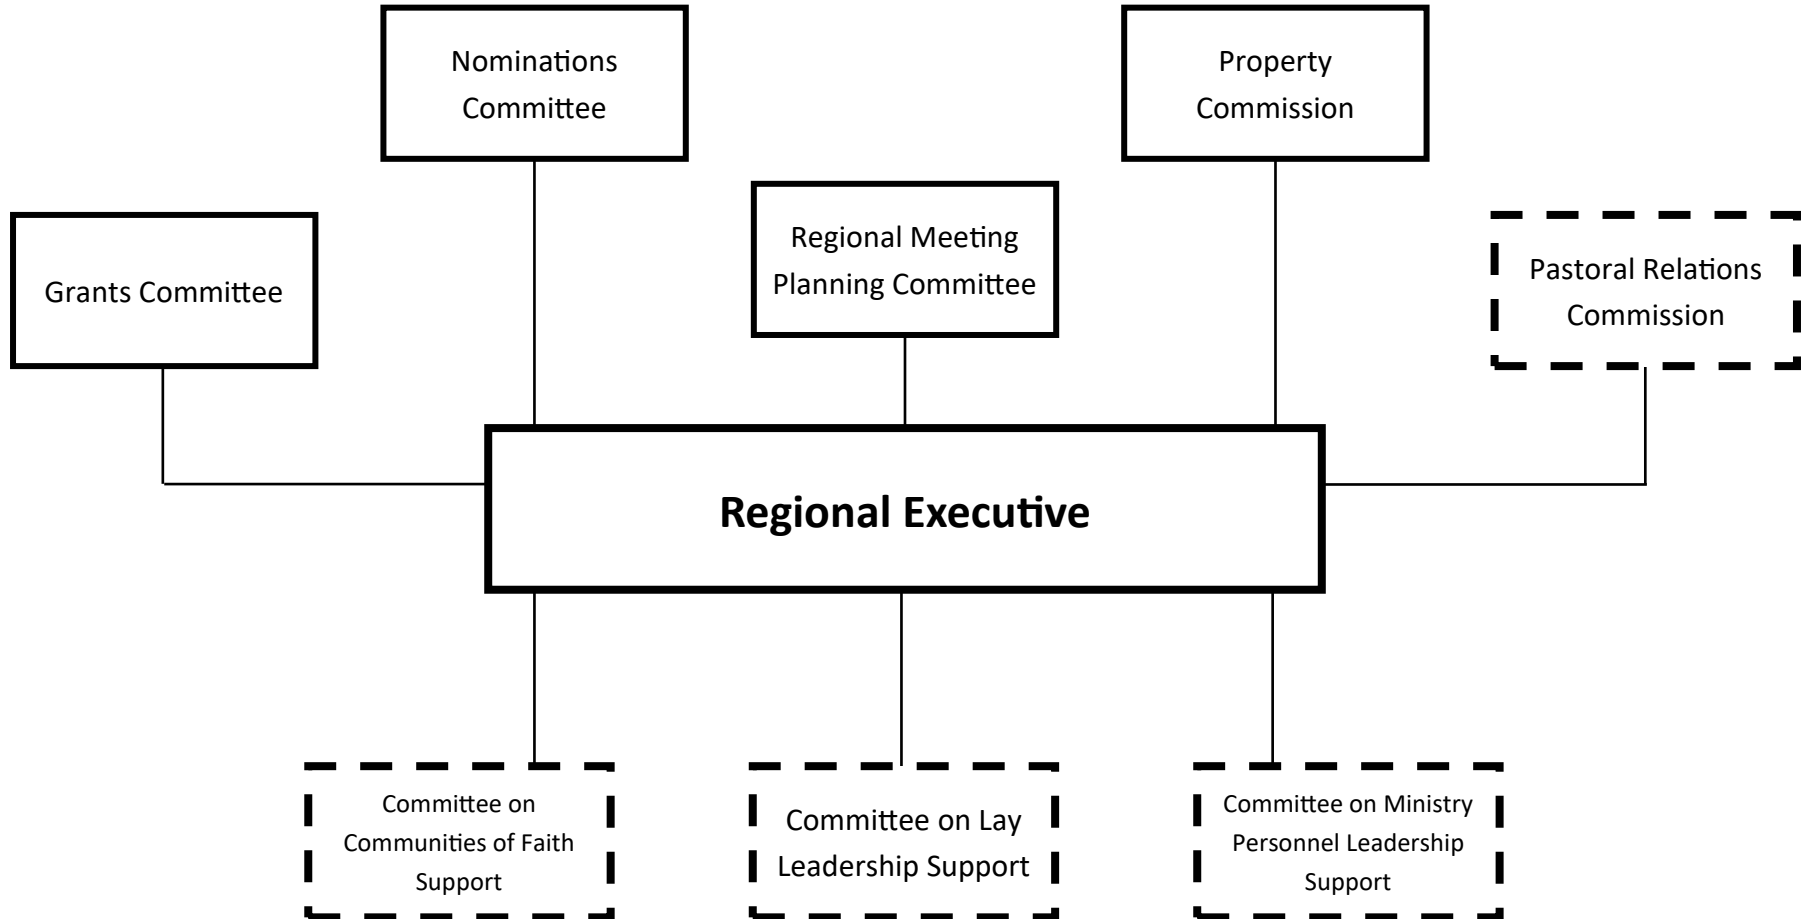 Nominations
Committee
Property
Commission
Regional Meeting
Planning Committee
Grants Committee
Pastoral Relations
Commission
Regional Executive
Committee on
Communities of Faith
Support
Committee on Lay
Leadership Support
Committee on Ministry
Personnel Leadership
Support